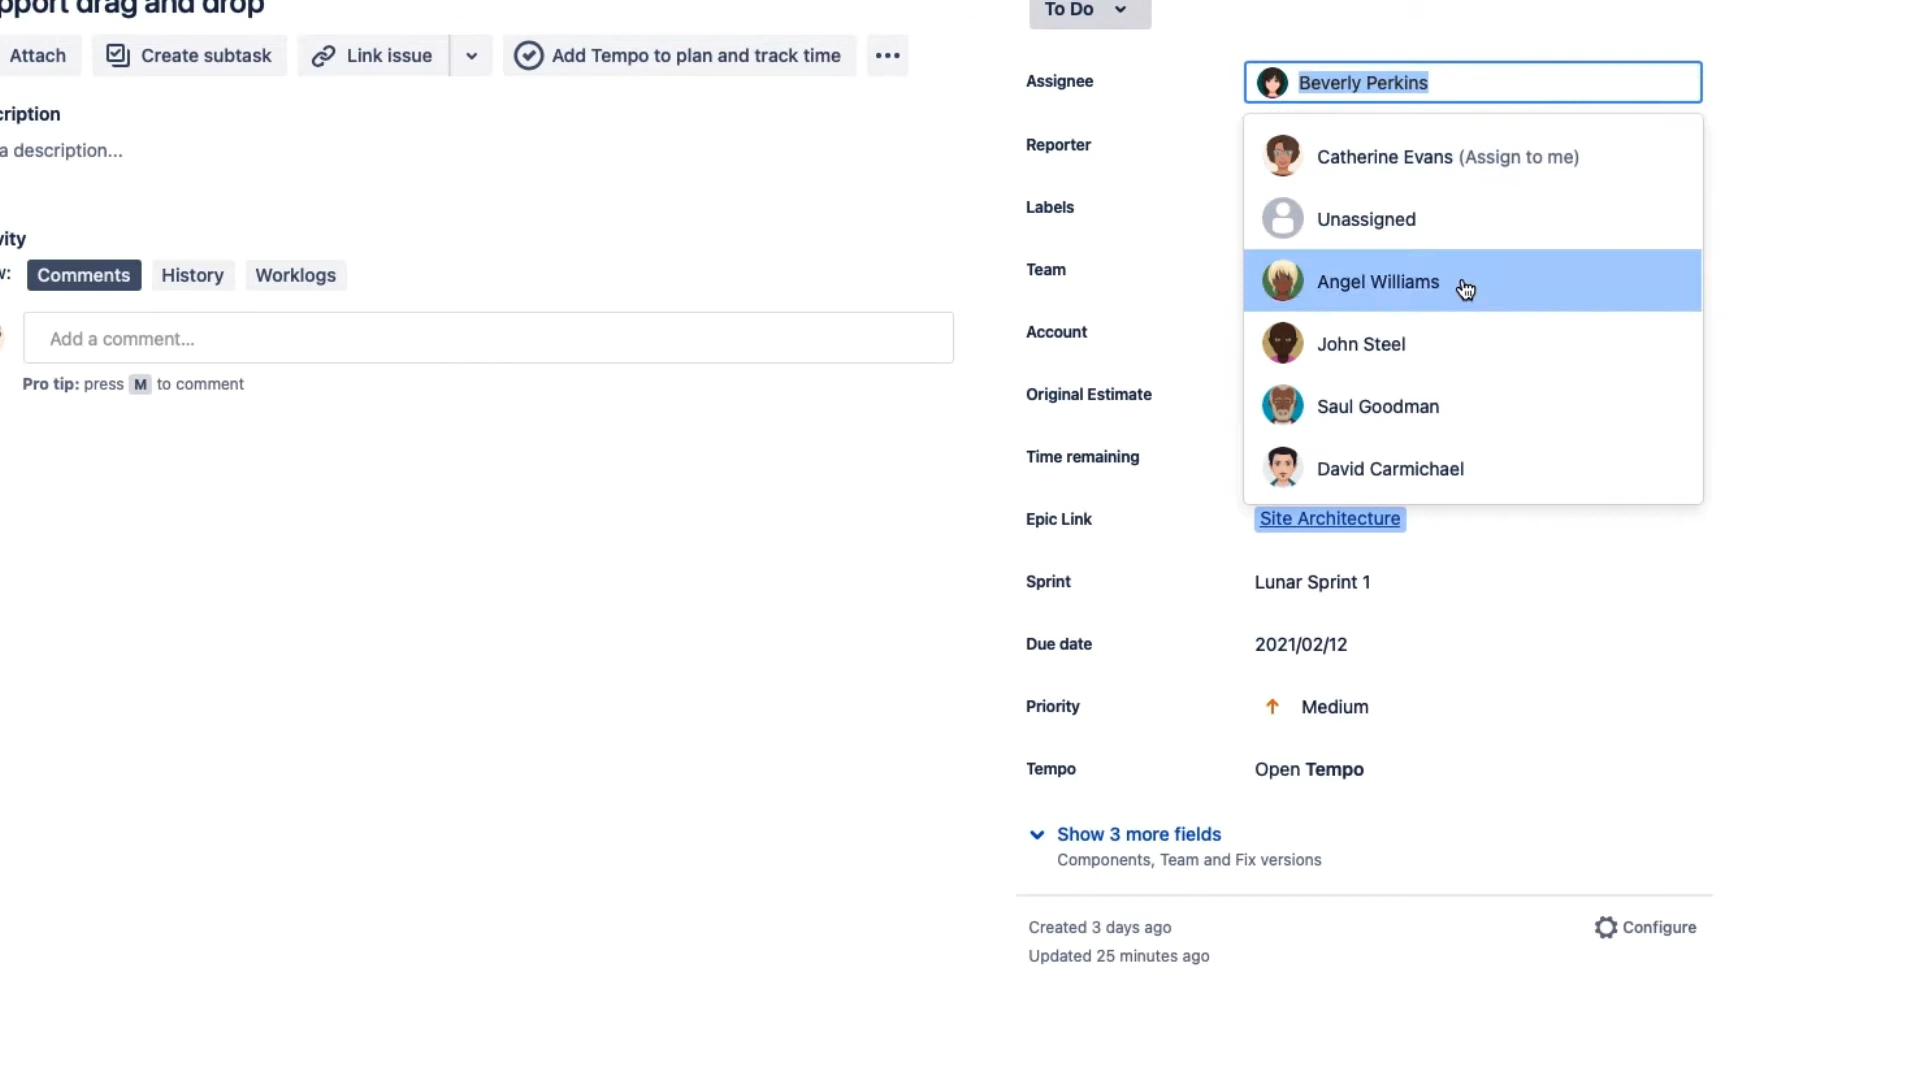 pport drag and drop
Attach
Create subtask
Link issue
Add Tempo to plan and track time
cription
a description...
vity
w:
Comments
History
Worklogs
Add a comment...
Pro tip: press M to comment
To Do
Assignee
Beverly Perkins
Catherine Evans (Assign to me)
Reporter
Labels
Unassigned
Team
Angel Williams
Account
John Steel
Original Estimate
Saul Goodman
Time remaining
David Carmichael
Epic Link
Site Architecture
Sprint
Lunar Sprint 1
Due date
2021/02/12
Priority
Medium
Tempo
Open Tempo
Show 3 more fields
Components, Team and Fix versions
Created 3 days ago
Configure
Updated 25 minutes ago